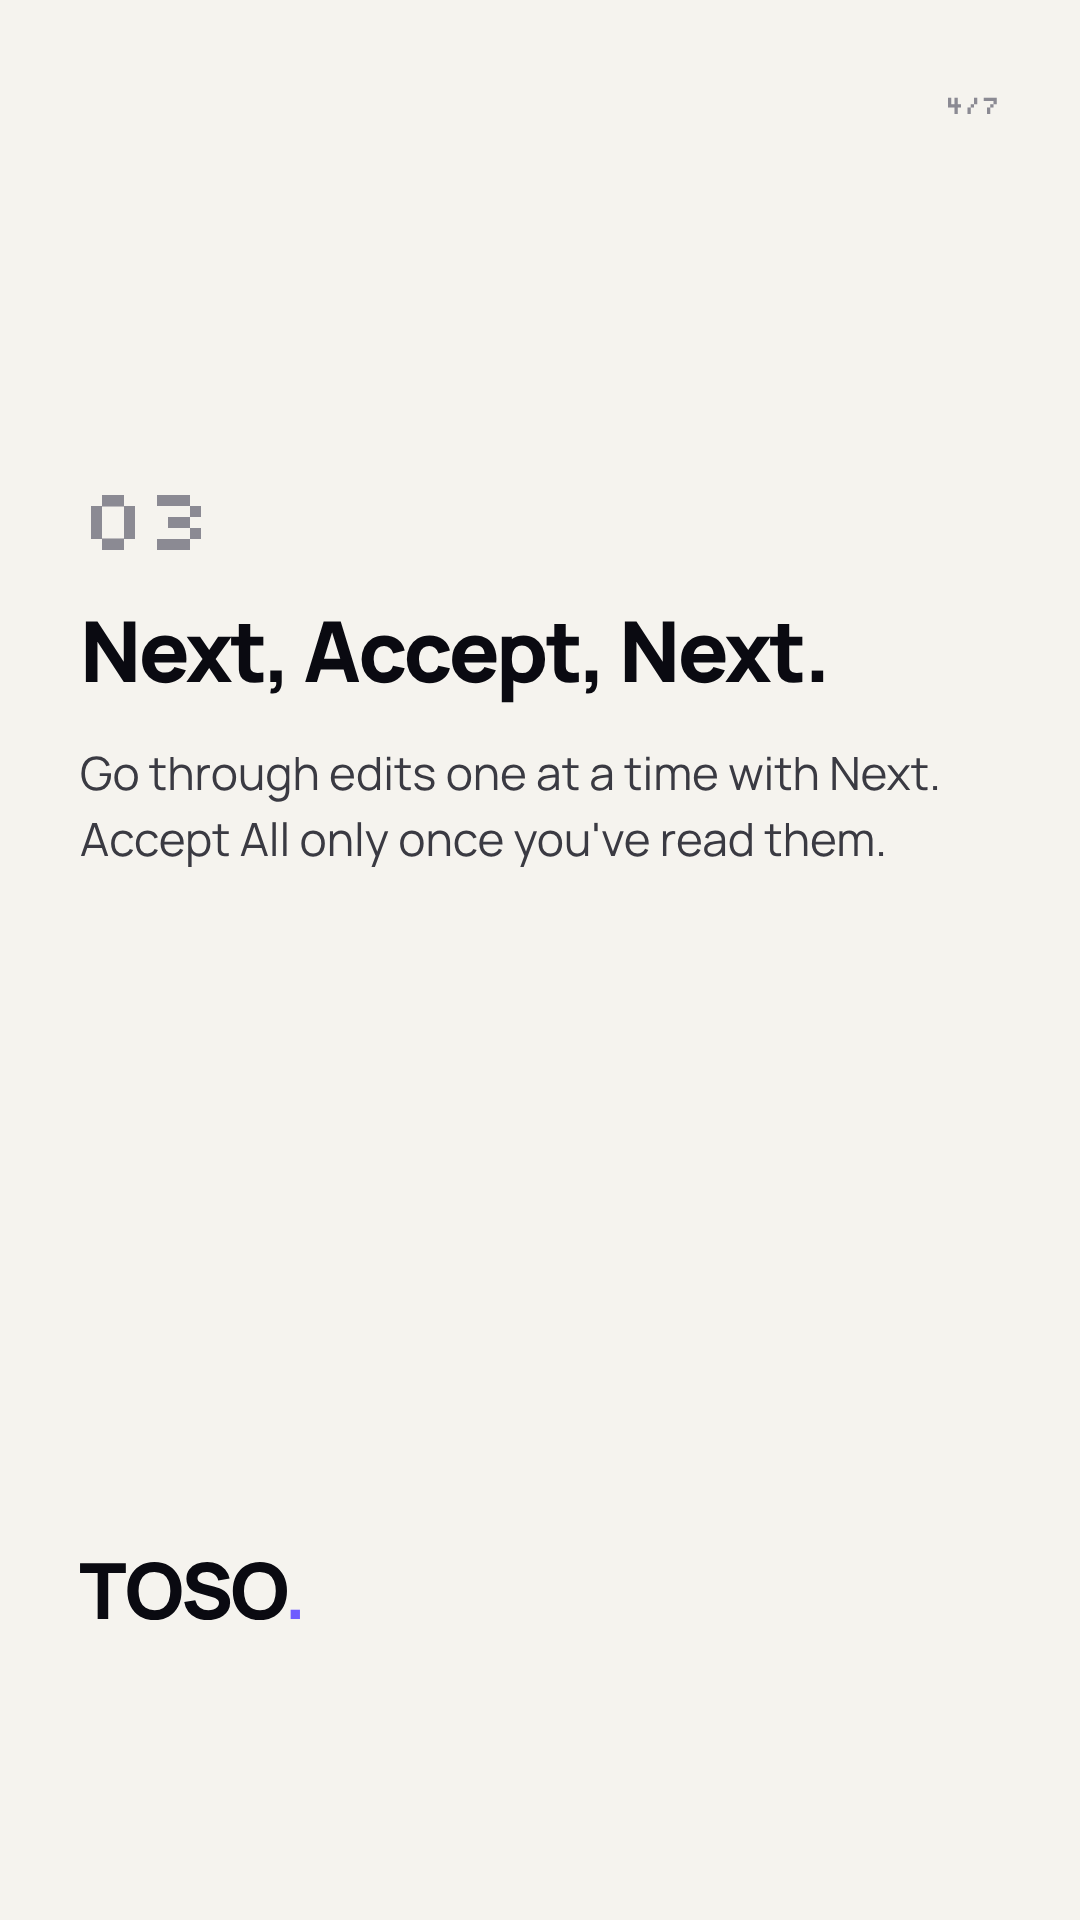 4/7
03
Next, Accept, Next.
Go through edits one at a time with Next.
Accept All only once you've read them.
TOSO.